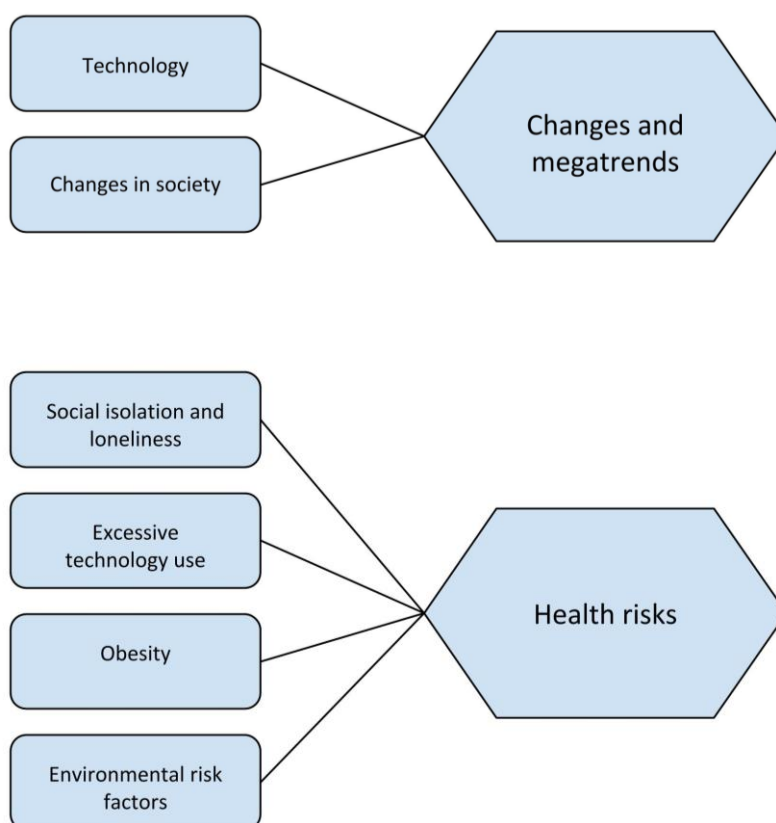 Technology
Changes in society
Changes and
megatrends
Social isolation and
loneliness
Excessive
technology use
Obesity
Environmental risk
factors
Health risks